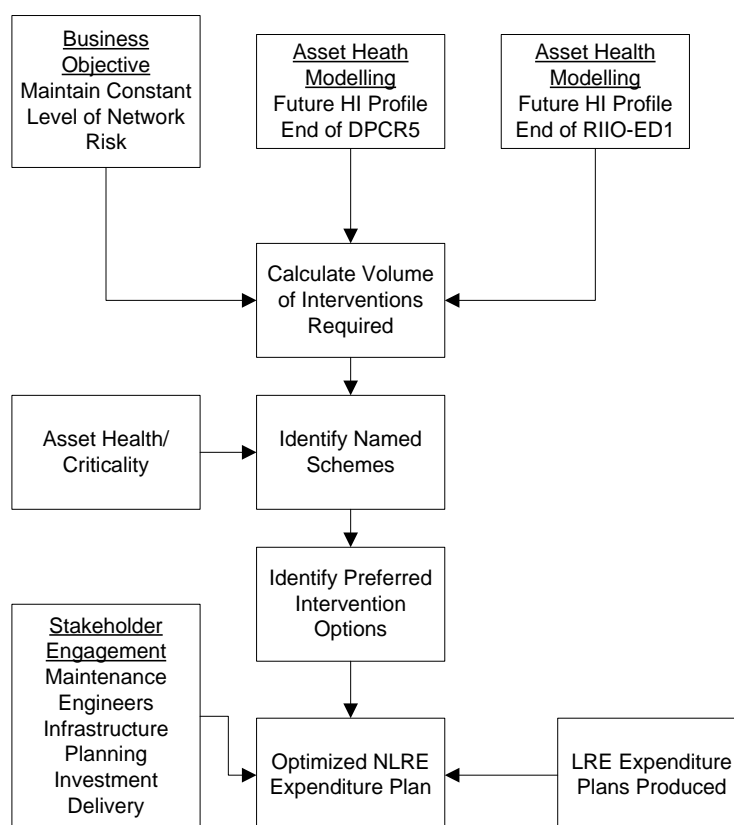 Business
Objective
Maintain Constant
Level of Network
Risk
Asset Heath
Modelling
Future HI Profile
End of DPCR5
Asset Health
Modelling
Future HI Profile
End of RIIO-ED1
Calculate Volume
of Interventions
Required
Asset Health/
Criticality
Identify Named
Schemes
Identify Preferred
Intervention
Options
Stakeholder
Engagement
Maintenance
Engineers
Infrastructure
Planning
Investment
Delivery
Optimized NLRE
Expenditure Plan
LRE Expenditure
Plans Produced